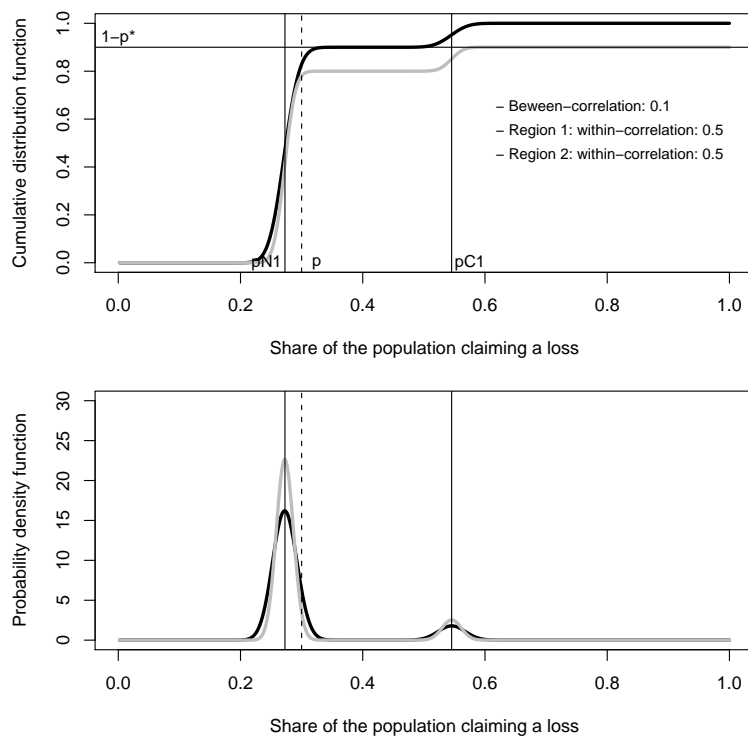 1−p*
− Beween−correlation: 0.1
− Region 1: within−correlation: 0.5
− Region 2: within−correlation: 0.5
pN1
p
pC1
Cumulative distribution function
0.0
0.2
0.4
0.6
0.8
1.0
0.0 0.2 0.4 0.6 0.8 1.0
Share of the population claiming a loss
Probability density function
0
5
10
15
20
25
30
0.0 0.2 0.4 0.6 0.8 1.0
Share of the population claiming a loss